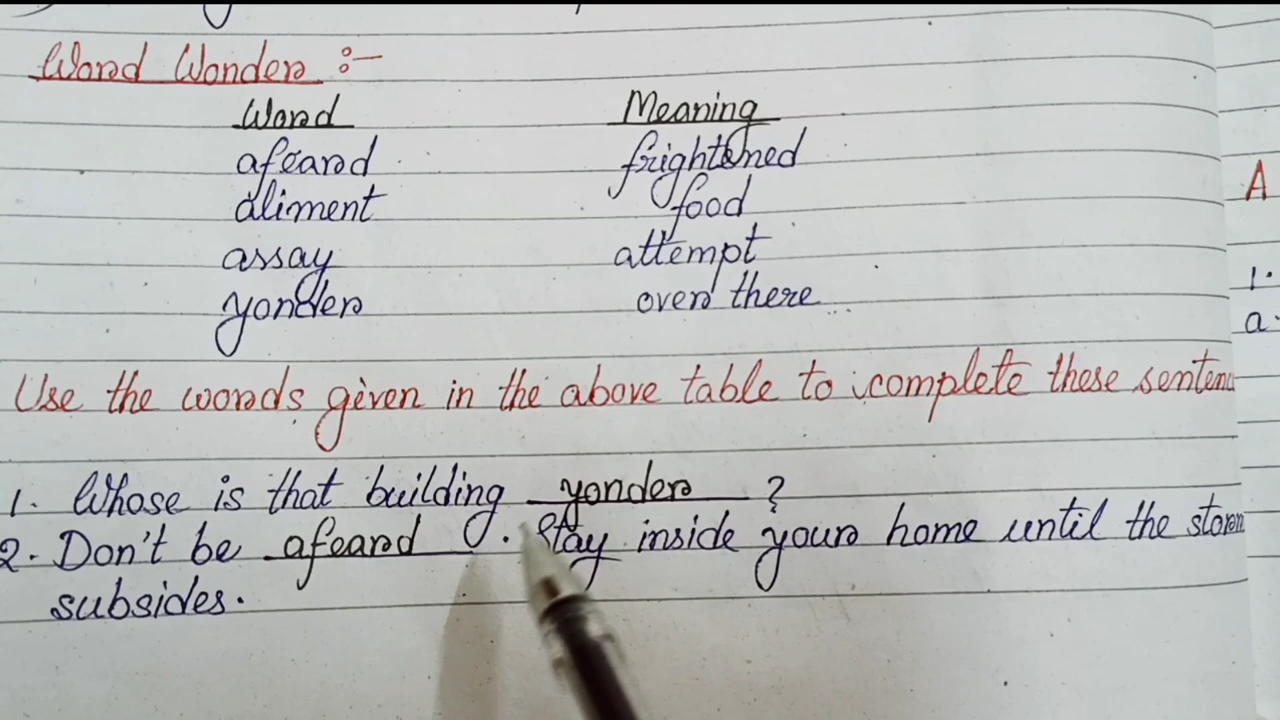 Word Wonder :-
Word Meaning
afeard frightened
aliment food
assay attempt
yonder over there
Use the words given in the above table to complete these sentenc
1. Whose is that building yonder ?
2. Don't be afeard . Stay inside your home until the storm
subsides.
A
1.
a.